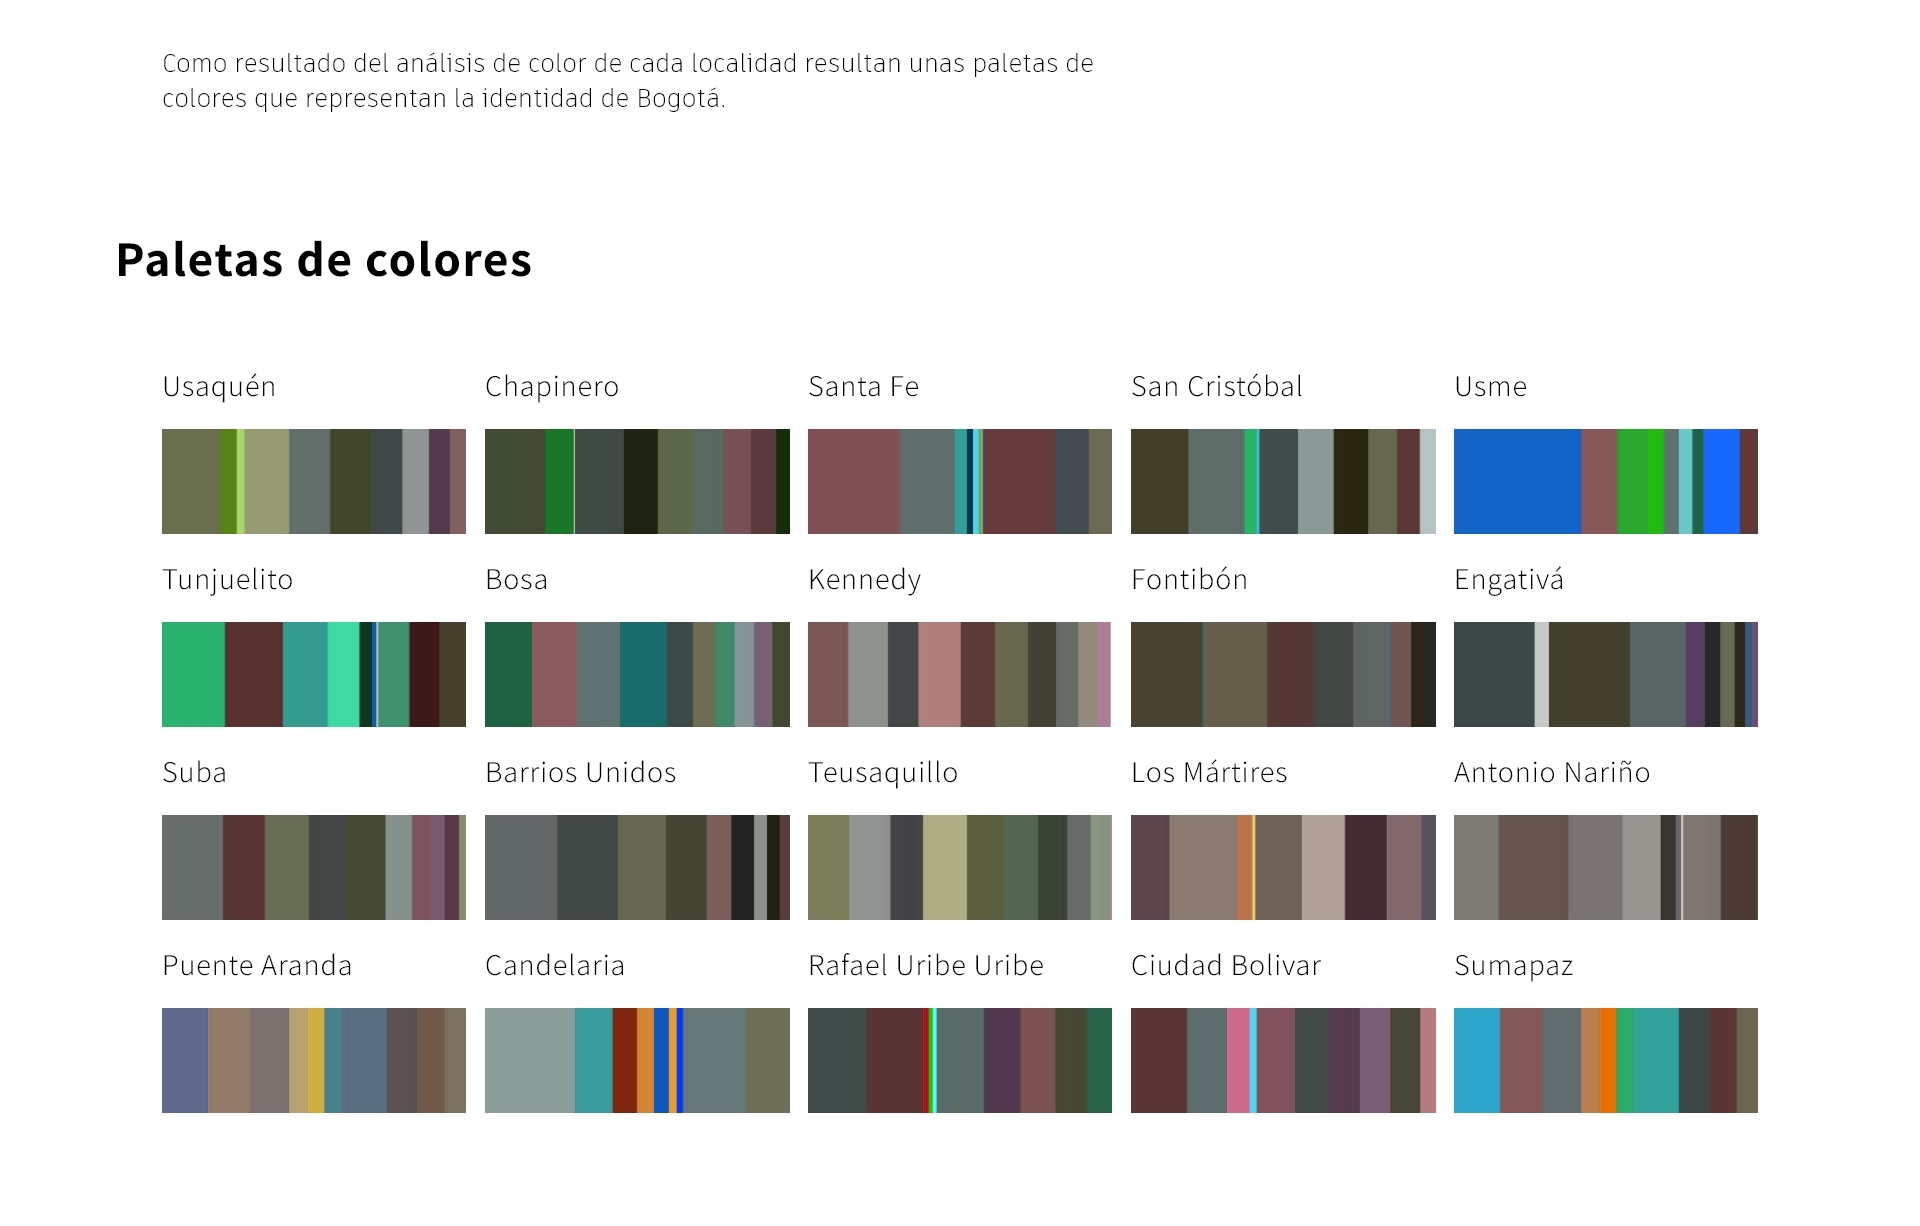 Como resultado del análisis de color de cada localidad resultan unas paletas de
colores que representan la identidad de Bogotá.
Paletas de colores
Usaquén
Chapinero
Santa Fe
San Cristóbal
Usme
Tunjuelito
Bosa
Kennedy
Fontibón
Engativá
Suba
Barrios Unidos
Teusaquillo
Los Mártires
Antonio Nariño
Puente Aranda
Candelaria
Rafael Uribe Uribe
Ciudad Bolivar
Sumapaz